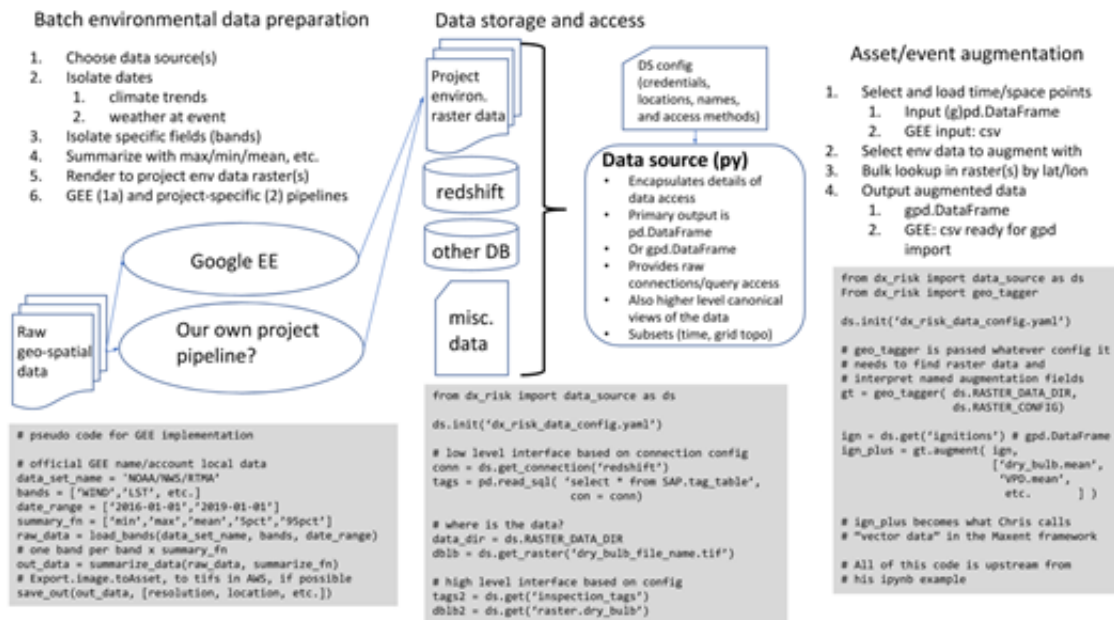 Batch environmental data preparation
1. Choose data source(s)
2. Isolate dates
1. climate trends
2. weather at event
3. Isolate specific fields (bands)
4. Summarize with max/min/mean, etc.
5. Render to project env data raster(s)
6. GEE (1a) and project-specific (2) pipelines
Google EE
Our own project
pipeline?
Raw
geo-spatial
data
# pseudo code for GEE implementation
# official GEE name/account local data
data_set_name = 'NOAA/NWS/RTMA'
bands = ['WIND','LST', etc.]
date_range = ['2016-01-01','2019-01-01']
summary_fn = ['min','max','mean','5pct','95pct']
raw_data = load_bands(data_set_name, bands, date_range)
# one band per band x summary_fn
out_data = summarize_data(raw_data, summarize_fn)
# Export.image.toAsset, to tifs in AWS, if possible
save_out(out_data, [resolution, location, etc.])
Data storage and access
Project
environ.
raster data
redshift
other DB
misc.
data
DS config
(credentials,
locations, names,
and access methods)
Data source (py)
• Encapsulates details of
data access
• Primary output is
pd.DataFrame
• Or gpd.DataFrame
• Provides raw
connections/query access
• Also higher level canonical
views of the data
• Subsets (time, grid topo)
from dx_risk import data_source as ds
ds.init('dx_risk_data_config.yaml')
# low level interface based on connection config
conn = ds.get_connection('redshift')
tags = pd.read_sql( 'select * from SAP.tag_table',
con = conn)
# where is the data?
data_dir = ds.RASTER_DATA_DIR
dblb = ds.get_raster('dry_bulb_file_name.tif')
# high level interface based on config
tags2 = ds.get('inspection_tags')
dblb2 = ds.get('raster.dry_bulb')
Asset/event augmentation
1. Select and load time/space points
1. Input (g)pd.DataFrame
2. GEE input: csv
2. Select env data to augment with
3. Bulk lookup in raster(s) by lat/lon
4. Output augmented data
1. gpd.DataFrame
2. GEE: csv ready for gpd
import
from dx_risk import data_source as ds
From dx_risk import geo_tagger
ds.init('dx_risk_data_config.yaml')
# geo_tagger is passed whatever config it
# needs to find raster data and
# interpret named augmentation fields
gt = geo_tagger( ds.RASTER_DATA_DIR,
ds.RASTER_CONFIG)
ign = ds.get('ignitions') # gpd.DataFrame
ign_plus = gt.augment( ign,
['dry_bulb.mean',
'VPD.mean',
etc. ] )
# ign_plus becomes what Chris calls
# "vector data" in the Maxent framework
# All of this code is upstream from
# his ipynb example